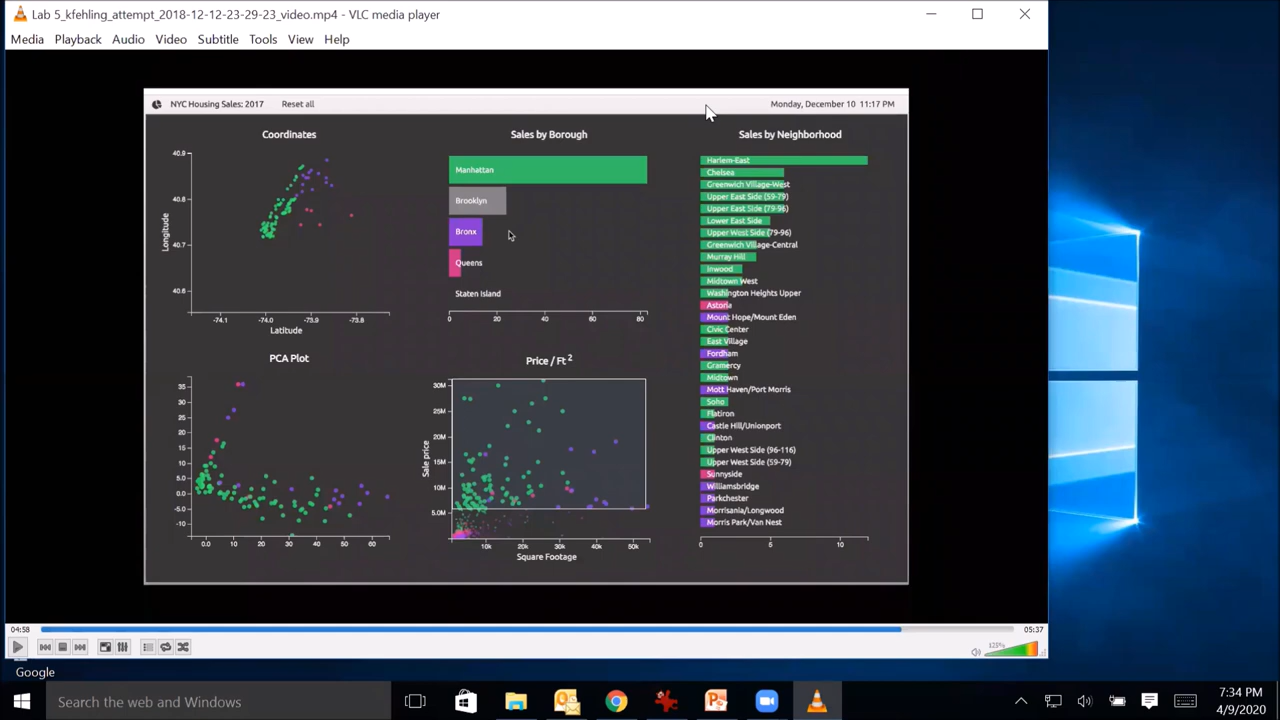 Lab 5_kfehling_attempt_2018-12-12-23-29-23_video.mp4 - VLC media player
Media Playback Audio Video Subtitle Tools View Help
NYC Housing Sales: 2017 Reset all Monday, December 10 11:17 PM
Coordinates
40.9
40.8
40.7
40.6
Longitude
-74.1 -74.0 -73.9 -73.8
Latitude
Sales by Borough
Manhattan
Brooklyn
Bronx
Queens
Staten Island
0 20 40 60 80
Sales by Neighborhood
Harlem-East
Chelsea
Greenwich Village-West
Upper East Side (59-79)
Upper East Side (79-96)
Lower East Side
Upper West Side (79-96)
Greenwich Village-Central
Murray Hill
Inwood
Midtown West
Washington Heights Upper
Astoria
Mount Hope/Mount Eden
Civic Center
East Village
Fordham
Gramercy
Midtown
Mott Haven/Port Morris
Soho
Flatiron
Castle Hill/Unionport
Clinton
Upper West Side (96-116)
Upper West Side (59-79)
Sunnyside
Williamsbridge
Parkchester
Morrisania/Longwood
Morris Park/Van Nest
0 5 10
PCA Plot
35
30
25
20
15
10
5.0
0.0
-5.0
-10
0.0 10 20 30 40 50 60
Price / Ft 2
30M
25M
20M
15M
10M
5.0M
Sale price
10k 20k 30k 40k 50k
Square Footage
04:58 05:37
125%
Google
Search the web and Windows
7:34 PM
4/9/2020